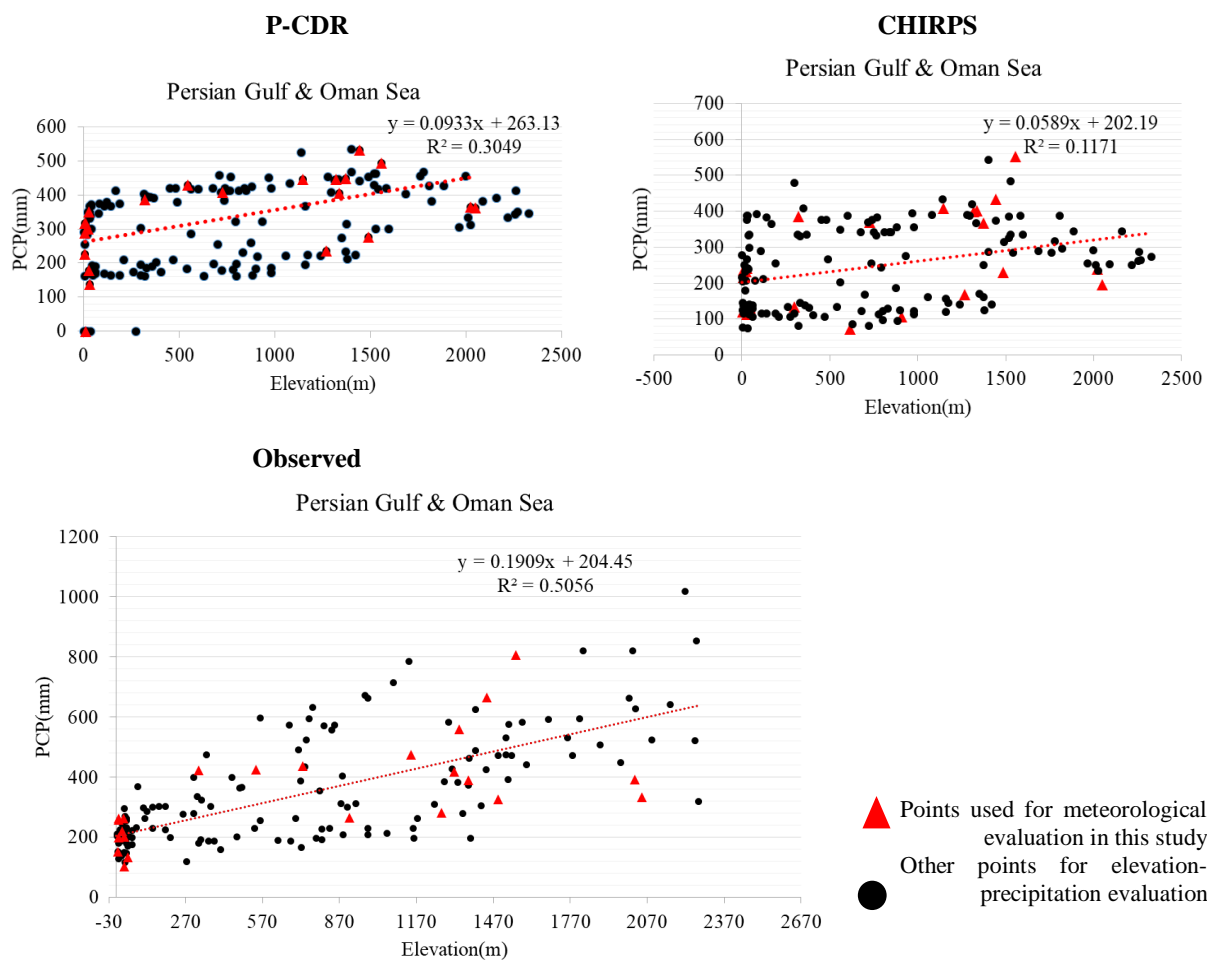 P-CDR
Persian Gulf & Oman Sea
y = 0.0933x + 263.13
R² = 0.3049
PCP(mm)
600
500
400
300
200
100
0
0 500 1000 1500 2000 2500
Elevation(m)
CHIRPS
Persian Gulf & Oman Sea
y = 0.0589x + 202.19
R² = 0.1171
PCP(mm)
700
600
500
400
300
200
100
0
-500 0 500 1000 1500 2000 2500
Elevation(m)
Observed
Persian Gulf & Oman Sea
y = 0.1909x + 204.45
R² = 0.5056
PCP(mm)
1200
1000
800
600
400
200
0
-30 270 570 870 1170 1470 1770 2070 2370 2670
Elevation(m)
Points used for meteorological
evaluation in this study
Other points for elevation-
precipitation evaluation